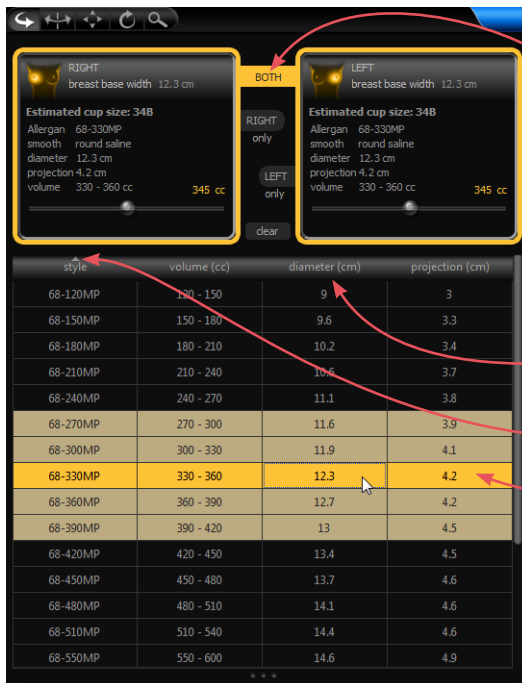 RIGHT
breast base width 12.3 cm
Estimated cup size: 34B
Allergan 68-330MP
smooth round saline
diameter 12.3 cm
projection 4.2 cm
volume 330 - 360 cc
345 cc
BOTH
RIGHT
only
LEFT
only
clear
LEFT
breast base width 12.3 cm
Estimated cup size: 34B
Allergan 68-330MP
smooth round saline
diameter 12.3 cm
projection 4.2 cm
volume 330 - 360 cc
345 cc
style volume (cc) diameter (cm) projection (cm)
68-120MP 120 - 150 9 3
68-150MP 150 - 180 9.6 3.3
68-180MP 180 - 210 10.2 3.4
68-210MP 210 - 240 10.6 3.7
68-240MP 240 - 270 11.1 3.8
68-270MP 270 - 300 11.6 3.9
68-300MP 300 - 330 11.9 4.1
68-330MP 330 - 360 12.3 4.2
68-360MP 360 - 390 12.7 4.2
68-390MP 390 - 420 13 4.5
68-420MP 420 - 450 13.4 4.5
68-450MP 450 - 480 13.7 4.6
68-480MP 480 - 510 14.1 4.6
68-510MP 510 - 540 14.4 4.6
68-550MP 550 - 600 14.6 4.9